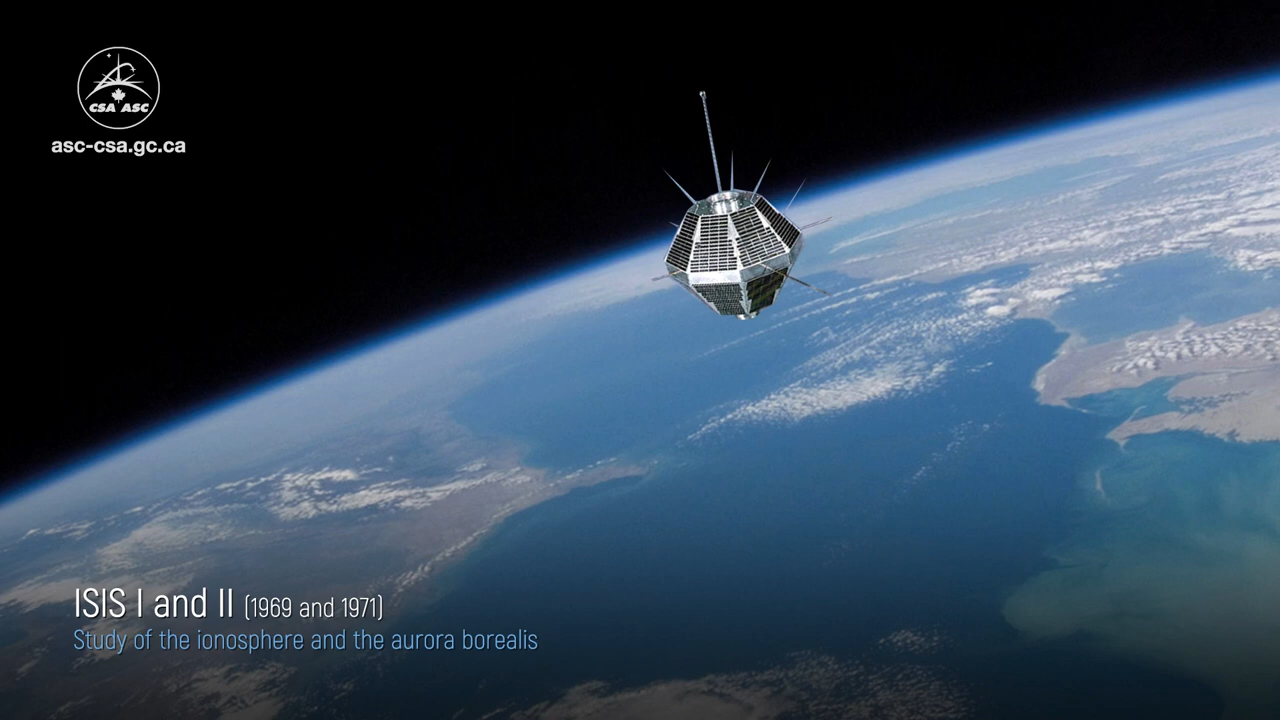 CSA ASC
asc-csa.gc.ca
ISIS I and II (1969 and 1971)
Study of the ionosphere and the aurora borealis